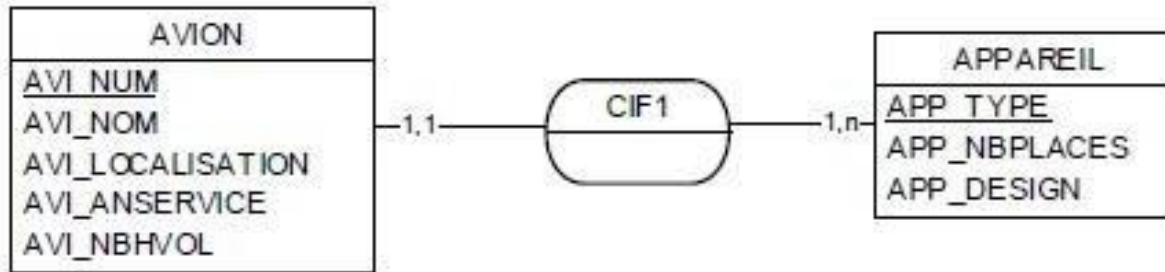 AVION
AVI_NUM
AVI_NOM
AVI_LOCALISATION
AVI_ANSERVICE
AVI_NBHVOL
1,1
CIF1
1,n
APPAREIL
APP_TYPE
APP_NBPLACES
APP_DESIGN